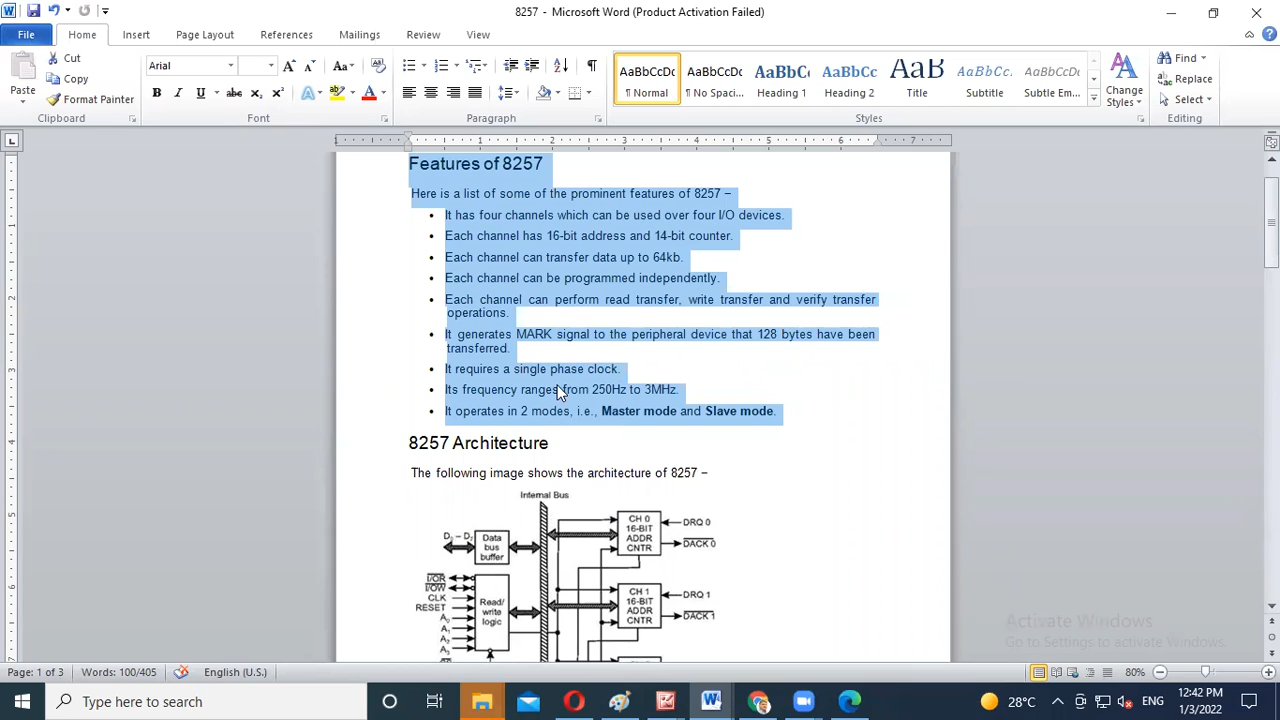 8257 - Microsoft Word (Product Activation Failed)
File Home Insert Page Layout References Mailings Review View
Cut
Copy
Format Painter
Paste
Clipboard
Arial
Font
Paragraph
AaBbCcDc AaBbCcDc AaBbCc AaBbCc AaB AaBbCcL AaBbCcDc
¶ Normal ¶ No Spaci... Heading 1 Heading 2 Title Subtitle Subtle Em...
Change Styles
Styles
Find
Replace
Select
Editing
Features of 8257
Here is a list of some of the prominent features of 8257 −
• It has four channels which can be used over four I/O devices.
• Each channel has 16-bit address and 14-bit counter.
• Each channel can transfer data up to 64kb.
• Each channel can be programmed independently.
• Each channel can perform read transfer, write transfer and verify transfer
operations.
• It generates MARK signal to the peripheral device that 128 bytes have been
transferred.
• It requires a single phase clock.
• Its frequency ranges from 250Hz to 3MHz.
• It operates in 2 modes, i.e., Master mode and Slave mode.
8257 Architecture
The following image shows the architecture of 8257 −
Internal Bus
D7 – D0
Data
bus
buffer
CH 0
16-BIT
ADDR
CNTR
DRQ 0
DACK 0
I/OR
I/OW
CLK
RESET
A0
A1
A2
A3
Read/
write
logic
CH 1
16-BIT
ADDR
CNTR
DRQ 1
DACK 1
Activate Windows
Go to Settings to activate Windows.
Page: 1 of 3 Words: 100/405 English (U.S.) 80%
Type here to search
28°C ENG
12:42 PM
1/3/2022